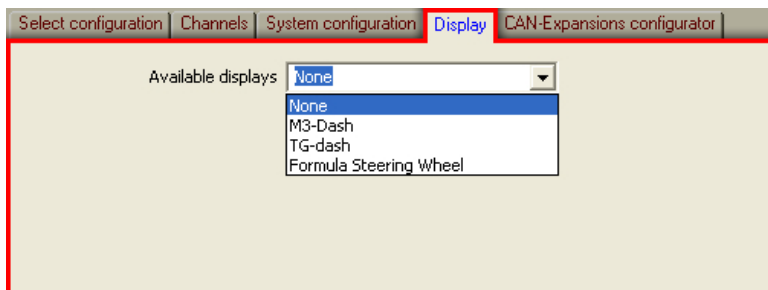 Select configuration Channels System configuration Display CAN-Expansions configurator
Available displays None
None
M3-Dash
TG-dash
Formula Steering Wheel